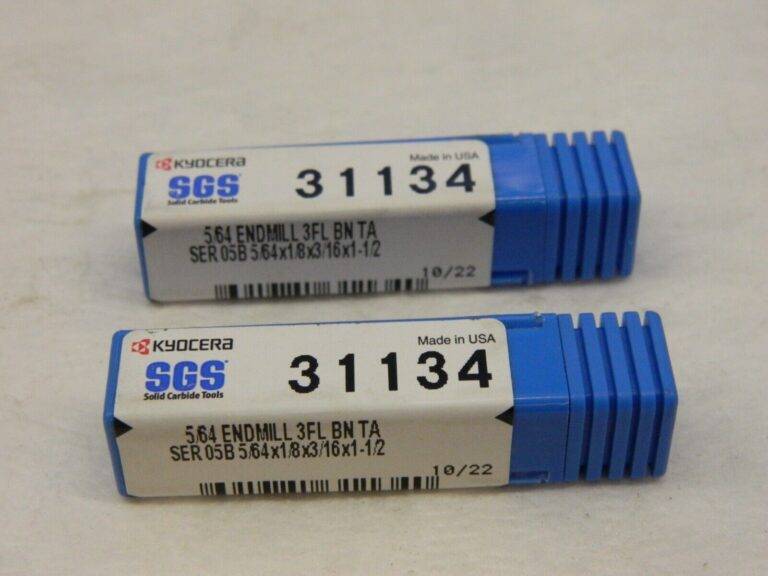 KYOCERA
Made in USA
SGS
31134
Solid Carbide Tools
5/64 ENDMILL 3FL BN TA
SER 05B 5/64x1/8x3/16x1-1/2
10/22
KYOCERA
Made in USA
SGS
31134
Solid Carbide Tools
5/64 ENDMILL 3FL BN TA
SER 05B 5/64x1/8x3/16x1-1/2
10/22